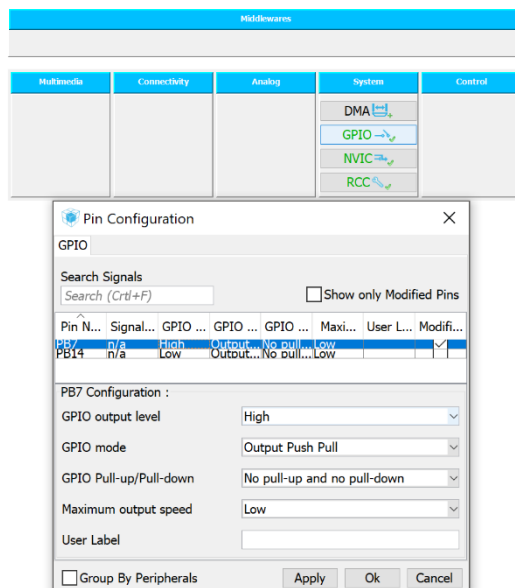 Middlewares
Multimedia Connectivity Analog System Control
DMA
GPIO
NVIC
RCC
Pin Configuration
GPIO
Search Signals
Search (Crtl+F) Show only Modified Pins
Pin N... Signal... GPIO ... GPIO ... GPIO ... Maxi... User L... Modifi...
PB7 n/a High Output... No pull... Low
PB14 n/a Low Output... No pull... Low
PB7 Configuration :
GPIO output level High
GPIO mode Output Push Pull
GPIO Pull-up/Pull-down No pull-up and no pull-down
Maximum output speed Low
User Label
Group By Peripherals Apply Ok Cancel